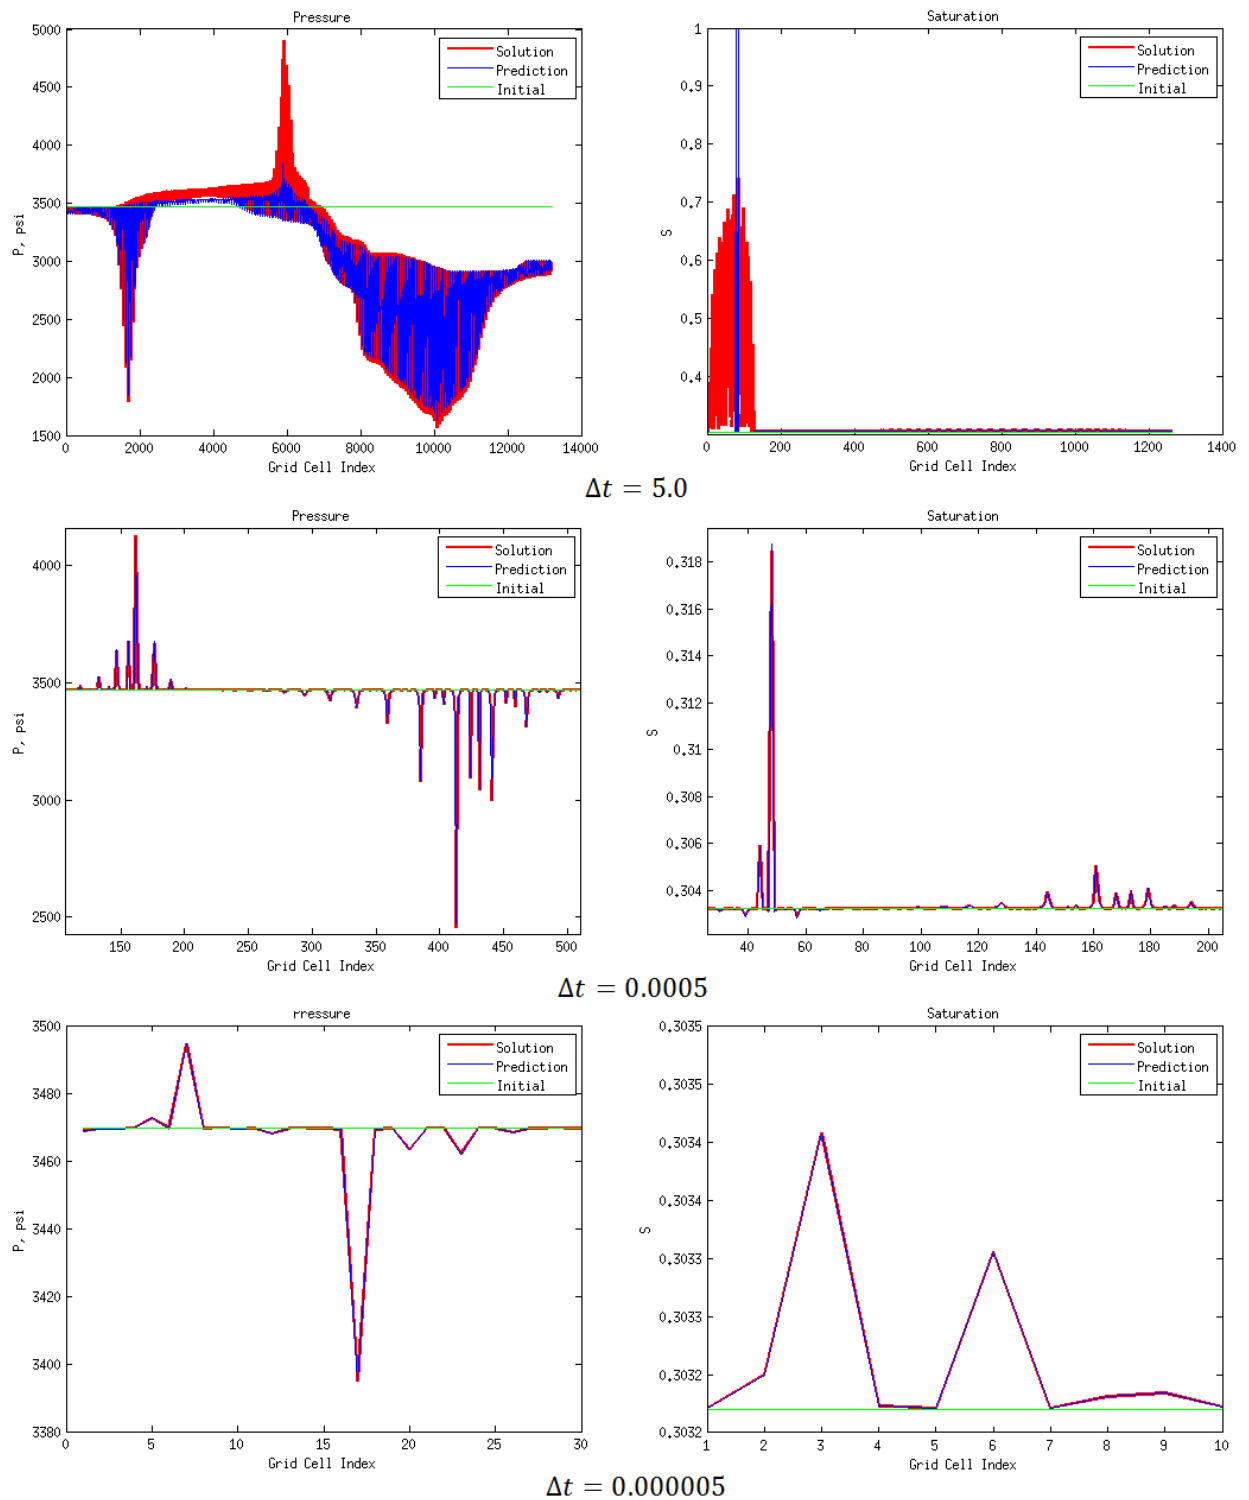 Pressure
5000
4500
4000
3500
3000
2500
2000
1500
P, psi
0 2000 4000 6000 8000 10000 12000 14000
Grid Cell Index
Solution
Prediction
Initial
Saturation
1
0.9
0.8
0.7
0.6
0.5
0.4
S
0 200 400 600 800 1000 1200 1400
Grid Cell Index
Solution
Prediction
Initial
Δt = 5.0
Pressure
4000
3500
3000
2500
P, psi
150 200 250 300 350 400 450 500
Grid Cell Index
Solution
Prediction
Initial
Saturation
0.318
0.316
0.314
0.312
0.31
0.308
0.306
0.304
S
40 60 80 100 120 140 160 180 200
Grid Cell Index
Solution
Prediction
Initial
Δt = 0.0005
rressure
3500
3480
3460
3440
3420
3400
3380
P, psi
0 5 10 15 20 25 30
Grid Cell Index
Solution
Prediction
Initial
Saturation
0.3035
0.3035
0.3034
0.3034
0.3033
0.3033
0.3032
0.3032
S
1 2 3 4 5 6 7 8 9 10
Grid Cell Index
Solution
Prediction
Initial
Δt = 0.000005